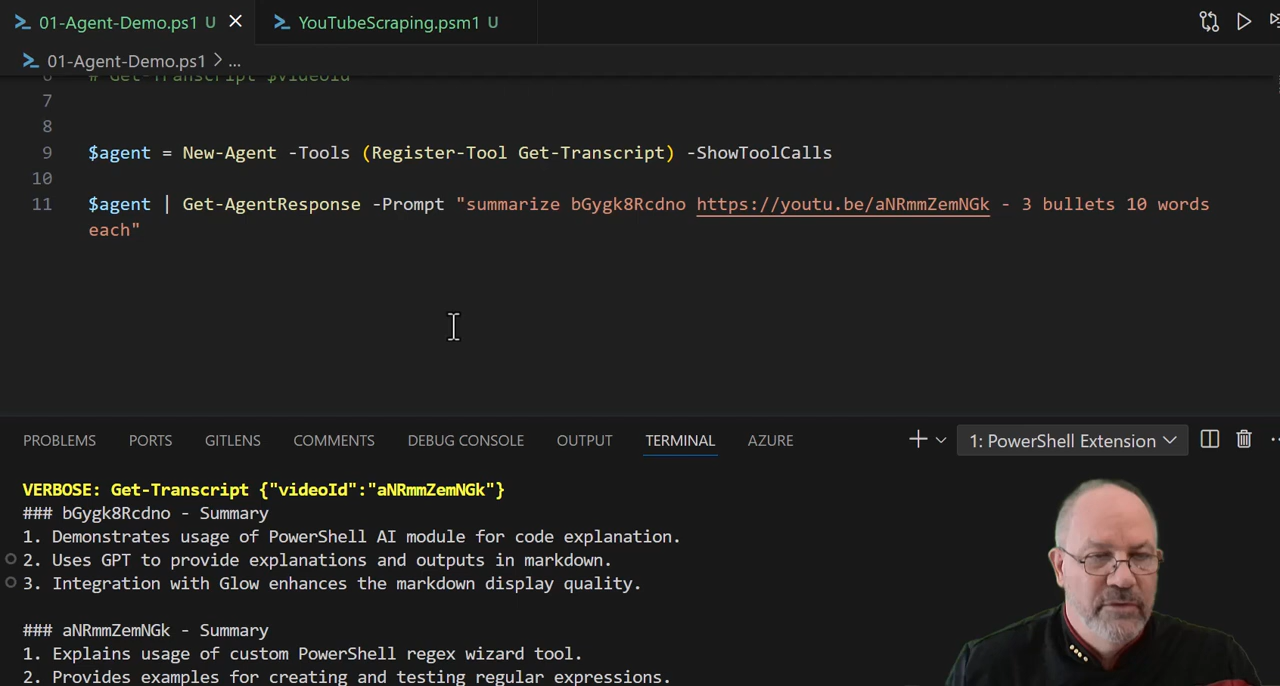 01-Agent-Demo.ps1 U
YouTubeScraping.psm1 U
01-Agent-Demo.ps1 > ...
6 # Get-Transcript $videoId
7
8
9 $agent = New-Agent -Tools (Register-Tool Get-Transcript) -ShowToolCalls
10
11 $agent | Get-AgentResponse -Prompt "summarize bGygk8Rcdno https://youtu.be/aNRmmZemNGk - 3 bullets 10 words
each"
PROBLEMS PORTS GITLENS COMMENTS DEBUG CONSOLE OUTPUT TERMINAL AZURE
1: PowerShell Extension
VERBOSE: Get-Transcript {"videoId":"aNRmmZemNGk"}
### bGygk8Rcdno - Summary
1. Demonstrates usage of PowerShell AI module for code explanation.
2. Uses GPT to provide explanations and outputs in markdown.
3. Integration with Glow enhances the markdown display quality.
### aNRmmZemNGk - Summary
1. Explains usage of custom PowerShell regex wizard tool.
2. Provides examples for creating and testing regular expressions.